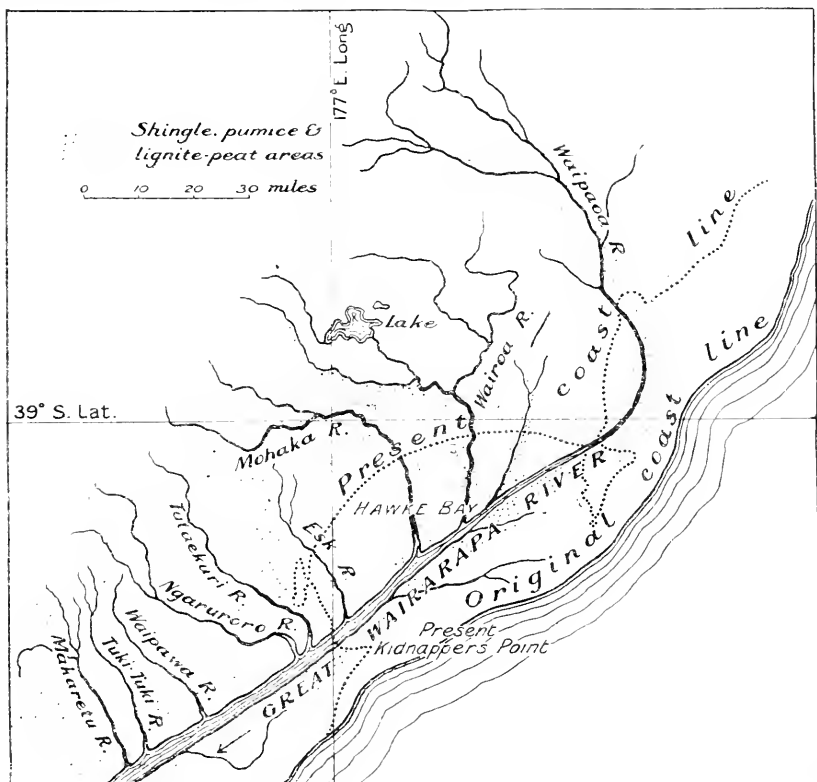 177° E. Long
Shingle, pumice &
lignite-peat areas
0 10 20 30 miles
Waipaoa R.
Lake
Wairoa R.
Present coast line
Original coast line
39° S. Lat.
Mohaka R.
HAWKE BAY
Tutaekuri R.
Esk R.
Ngaruroro R.
GREAT WAIRARAPA RIVER
Present
Kidnappers Point
Waipawa R.
Tuki-Tuki R.
Maharetu R.